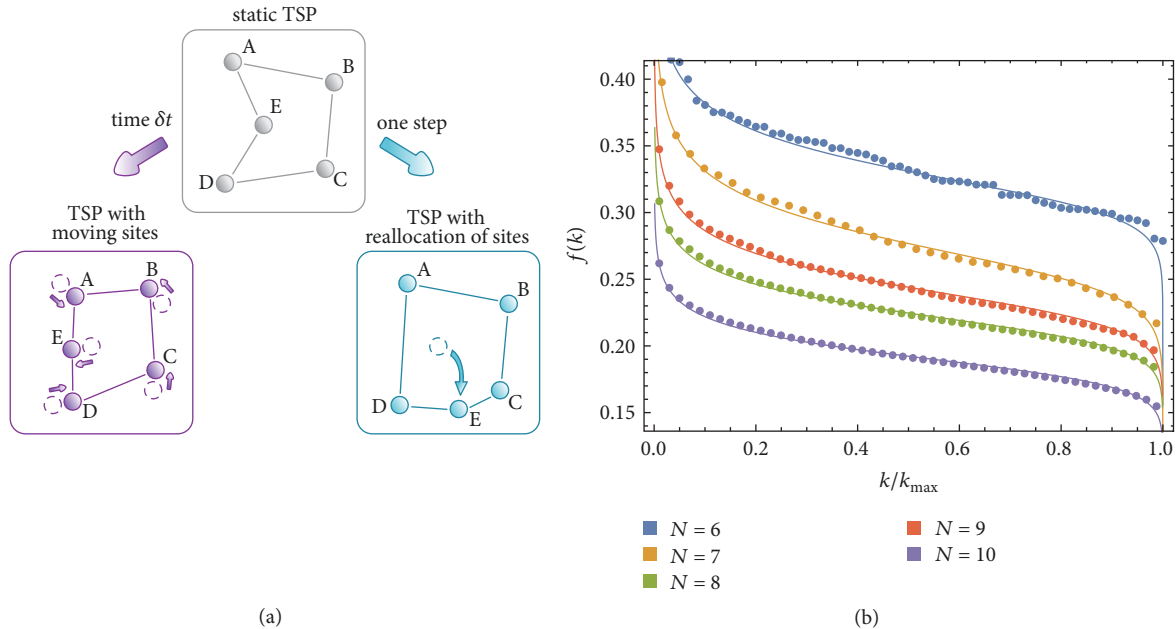 (a)
static TSP
A
B
E
D
C
time δt
one step
TSP with
moving sites
A
B
E
C
D
TSP with
reallocation of sites
A
B
D
E
C
(b)
f(k)
0.40
0.35
0.30
0.25
0.20
0.15
0.0
0.2
0.4
0.6
0.8
1.0
k/kmax
N = 6
N = 7
N = 8
N = 9
N = 10
(a)
(b)